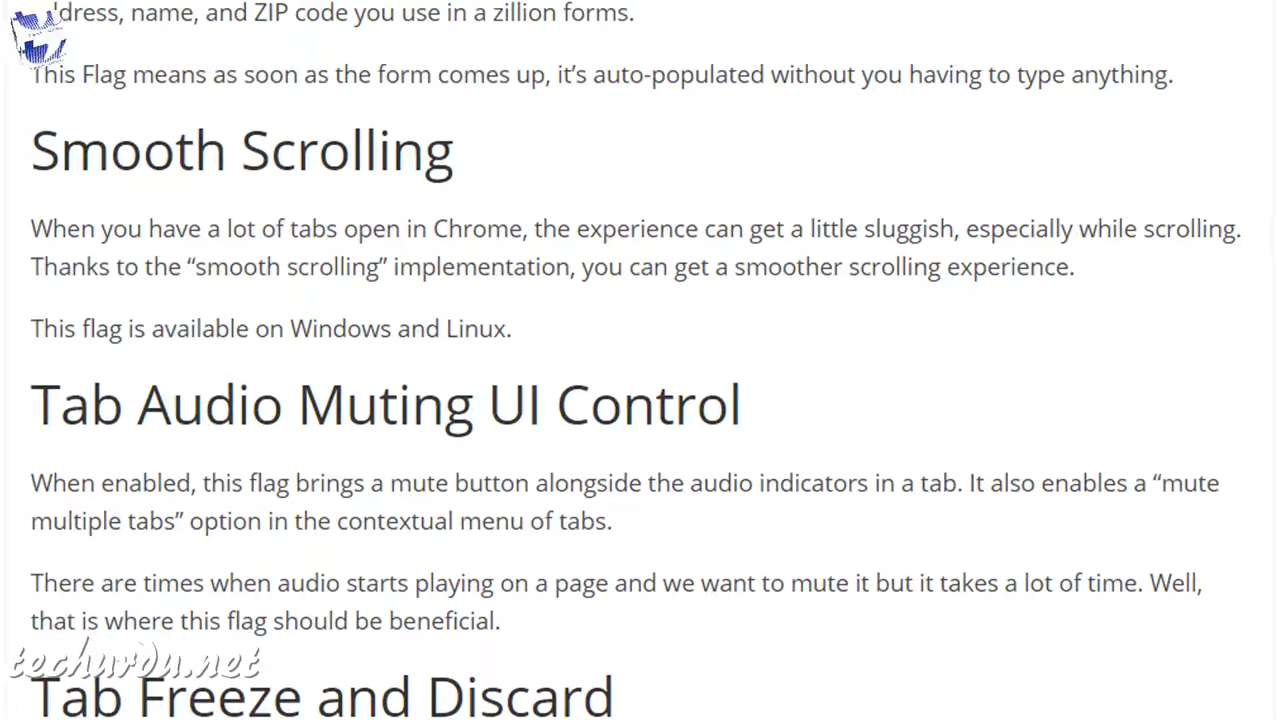 dress, name, and ZIP code you use in a zillion forms.
This Flag means as soon as the form comes up, it’s auto-populated without you having to type anything.
Smooth Scrolling
When you have a lot of tabs open in Chrome, the experience can get a little sluggish, especially while scrolling.
Thanks to the “smooth scrolling” implementation, you can get a smoother scrolling experience.
This flag is available on Windows and Linux.
Tab Audio Muting UI Control
When enabled, this flag brings a mute button alongside the audio indicators in a tab. It also enables a “mute
multiple tabs” option in the contextual menu of tabs.
There are times when audio starts playing on a page and we want to mute it but it takes a lot of time. Well,
that is where this flag should be beneficial.
techurdu.net
Tab Freeze and Discard